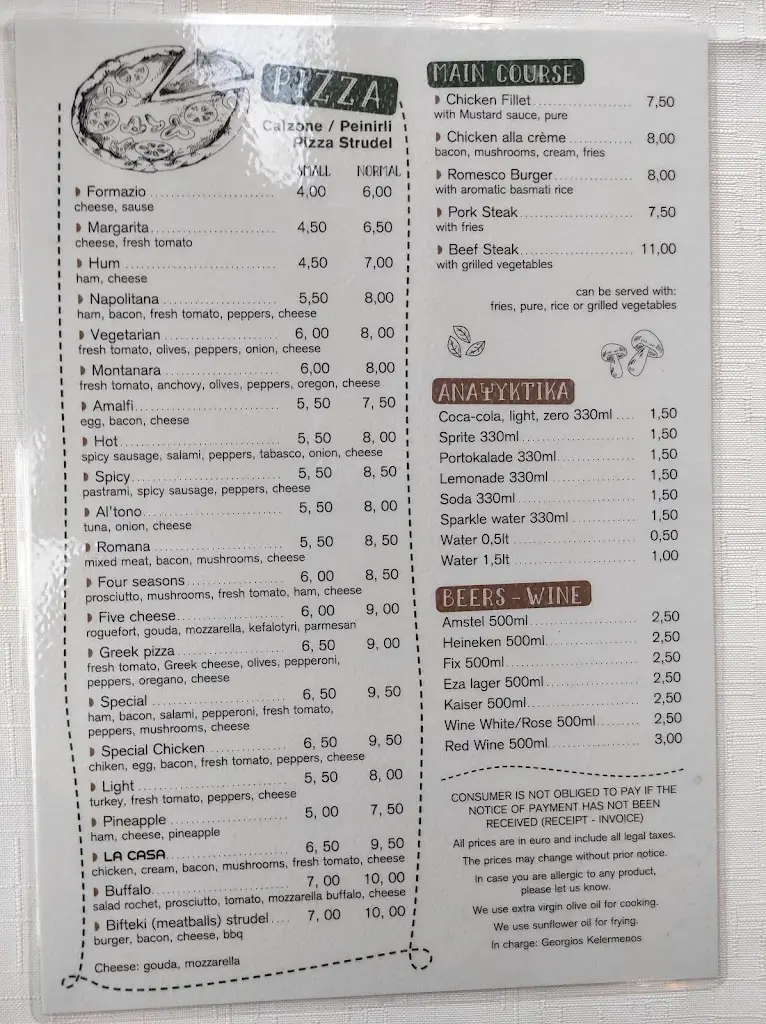 PIZZA
Calzone / Peinirli
Pizza Strudel
SMALL NORMAL
Formazio 4,00 6,00
cheese, sause
Margarita 4,50 6,50
cheese, fresh tomato
Hum 4,50 7,00
ham, cheese
Napolitana 5,50 8,00
ham, bacon, fresh tomato, peppers, cheese
Vegetarian 6, 00 8, 00
fresh tomato, olives, peppers, onion, cheese
Montanara 6,00 8,00
fresh tomato, anchovy, olives, peppers, oregon, cheese
Amalfi 5, 50 7, 50
egg, bacon, cheese
Hot 5, 50 8, 00
spicy sausage, salami, peppers, tabasco, onion, cheese
Spicy 5, 50 8, 50
pastrami, spicy sausage, peppers, cheese
Al'tono 5, 50 8, 00
tuna, onion, cheese
Romana 5, 50 8, 50
mixed meat, bacon, mushrooms, cheese
Four seasons 6, 00 8, 50
prosciutto, mushrooms, fresh tomato, ham, cheese
Five cheese 6, 00 9, 00
roguefort, gouda, mozzarella, kefalotyri, parmesan
Greek pizza 6, 50 9, 00
fresh tomato, Greek cheese, olives, pepperoni,
peppers, oregano, cheese
Special 6, 50 9, 50
ham, bacon, salami, pepperoni, fresh tomato,
peppers, mushrooms, cheese
Special Chicken 6, 50 9, 50
chiken, egg, bacon, fresh tomato, peppers, cheese
Light 5, 50 8, 00
turkey, fresh tomato, peppers, cheese
Pineapple 5, 00 7, 50
ham, cheese, pineapple
LA CASA 6, 50 9, 50
chicken, cream, bacon, mushrooms, fresh tomato, cheese
Buffalo 7, 00 10, 00
salad rochet, prosciutto, tomato, mozzarella buffalo, cheese
Bifteki (meatballs) strudel 7, 00 10, 00
burger, bacon, cheese, bbq
Cheese: gouda, mozzarella
MAIN COURSE
Chicken Fillet 7,50
with Mustard sauce, pure
Chicken alla crème 8,00
bacon, mushrooms, cream, fries
Romesco Burger 8,00
with aromatic basmati rice
Pork Steak 7,50
with fries
Beef Steak 11,00
with grilled vegetables
can be served with:
fries, pure, rice or grilled vegetables
ΑΝΑΨΥΚΤΙΚΑ
Coca-cola, light, zero 330ml 1,50
Sprite 330ml 1,50
Portokalade 330ml 1,50
Lemonade 330ml 1,50
Soda 330ml 1,50
Sparkle water 330ml 1,50
Water 0,5lt 0,50
Water 1,5lt 1,00
BEERS - WINE
Amstel 500ml 2,50
Heineken 500ml 2,50
Fix 500ml 2,50
Eza lager 500ml 2,50
Kaiser 500ml 2,50
Wine White/Rose 500ml 2,50
Red Wine 500ml 3,00
CONSUMER IS NOT OBLIGED TO PAY IF THE
NOTICE OF PAYMENT HAS NOT BEEN
RECEIVED (RECEIPT - INVOICE)
All prices are in euro and include all legal taxes.
The prices may change without prior notice.
In case you are allergic to any product,
please let us know.
We use extra virgin olive oil for cooking.
We use sunflower oil for frying.
In charge: Georgios Kelermenos